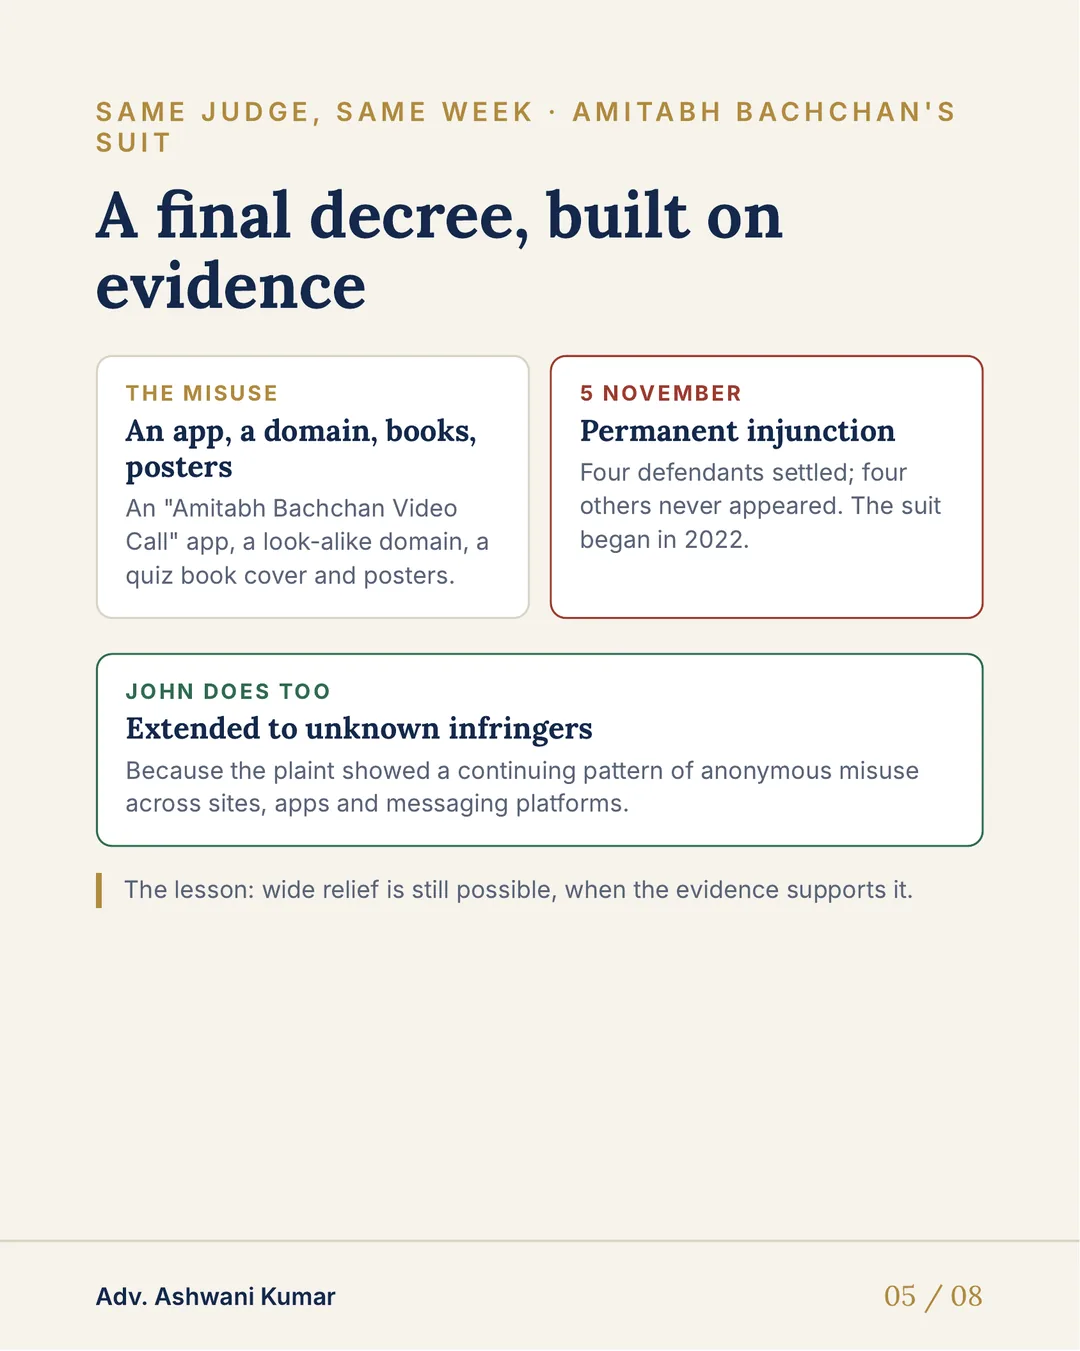 SAME JUDGE, SAME WEEK · AMITABH BACHCHAN'S
SUIT
A final decree, built on
evidence
THE MISUSE
An app, a domain, books,
posters
An "Amitabh Bachchan Video
Call" app, a look-alike domain, a
quiz book cover and posters.
5 NOVEMBER
Permanent injunction
Four defendants settled; four
others never appeared. The suit
began in 2022.
JOHN DOES TOO
Extended to unknown infringers
Because the plaint showed a continuing pattern of anonymous misuse
across sites, apps and messaging platforms.
The lesson: wide relief is still possible, when the evidence supports it.
Adv. Ashwani Kumar
05 / 08